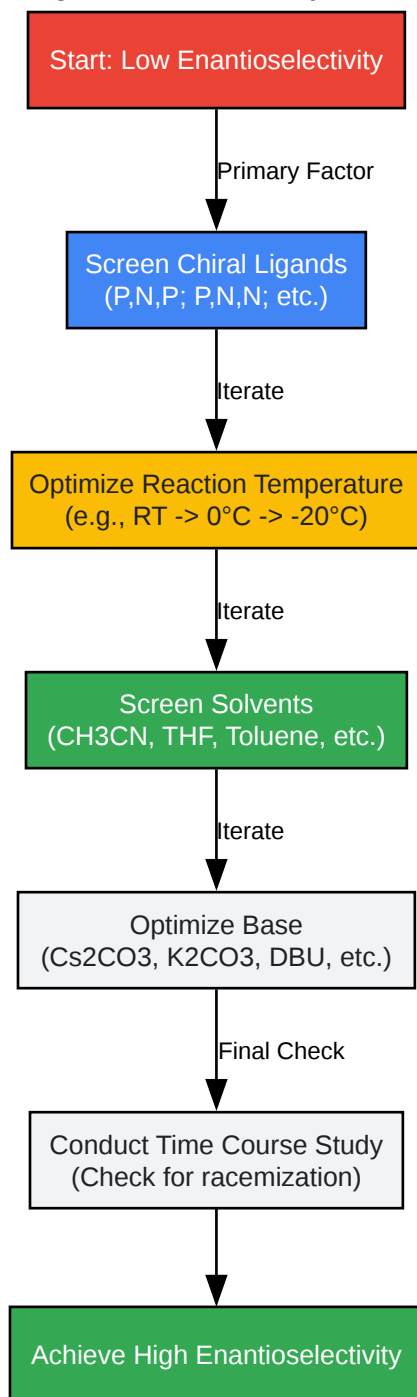 Start: Low Enantioselectivity
Primary Factor
Screen Chiral Ligands
(P,N,P; P,N,N; etc.)
Iterate
Optimize Reaction Temperature
(e.g., RT -> 0°C -> -20°C)
Iterate
Screen Solvents
(CH3CN, THF, Toluene, etc.)
Iterate
Optimize Base
(Cs2CO3, K2CO3, DBU, etc.)
Final Check
Conduct Time Course Study
(Check for racemization)
Achieve High Enantioselectivity